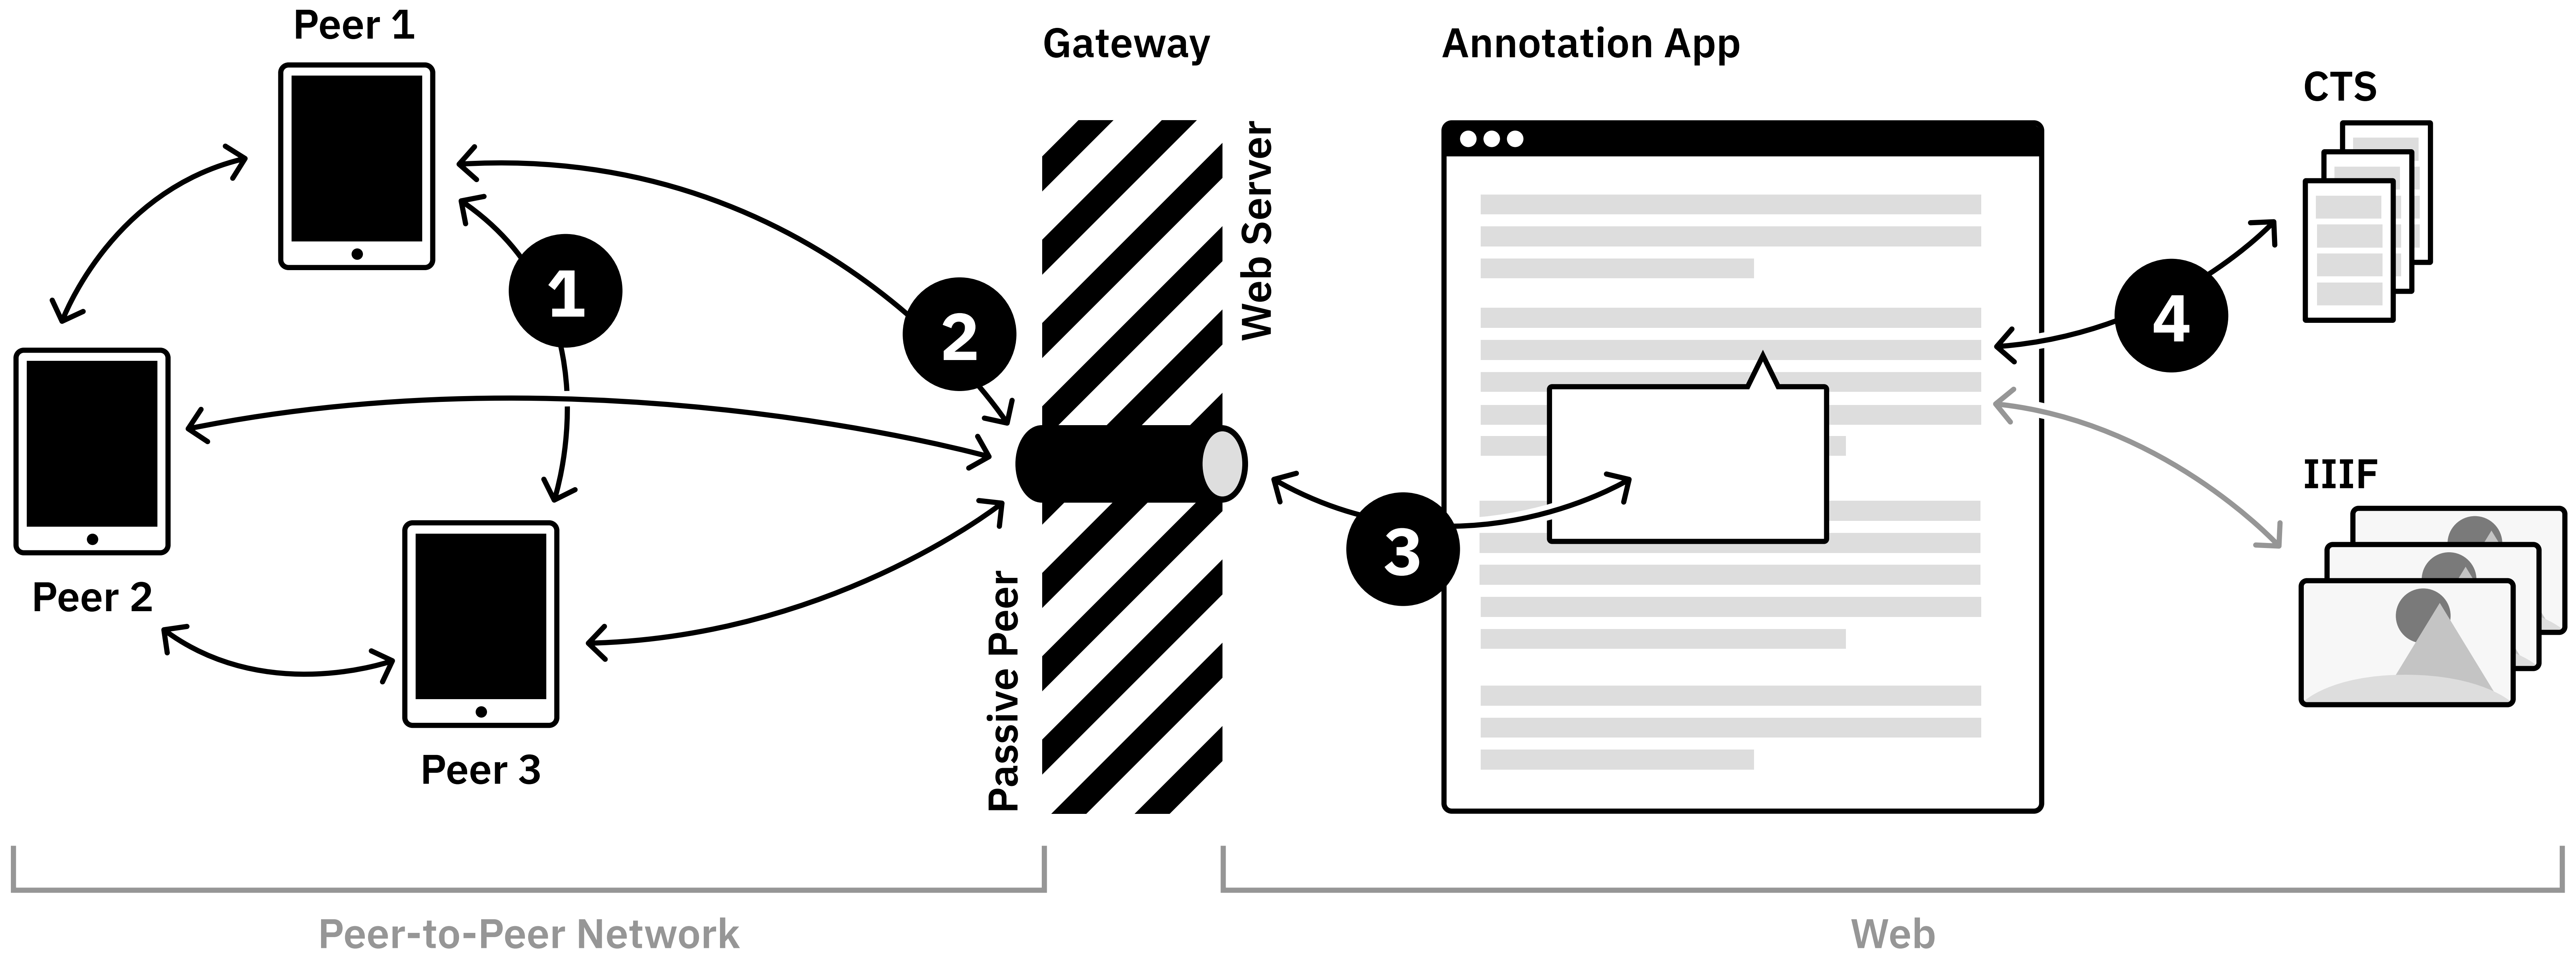 Peer 1
Gateway
Annotation App
CTS
Web Server
1
2
4
IIIF
3
Peer 2
Passive Peer
Peer 3
Peer-to-Peer Network
Web